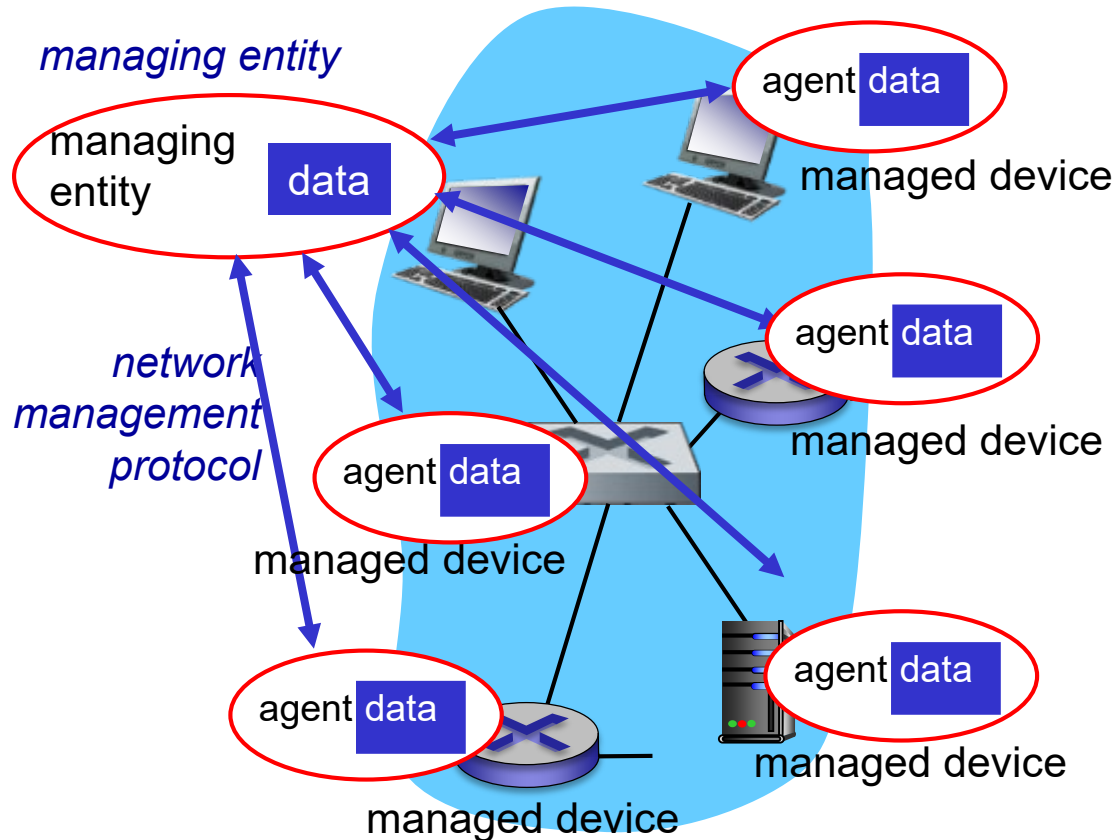 managing entity
agent data
managing
entity
data
managed device
agent data
network
management
protocol
managed device
agent data
managed device
agent data
agent data
managed device
managed device